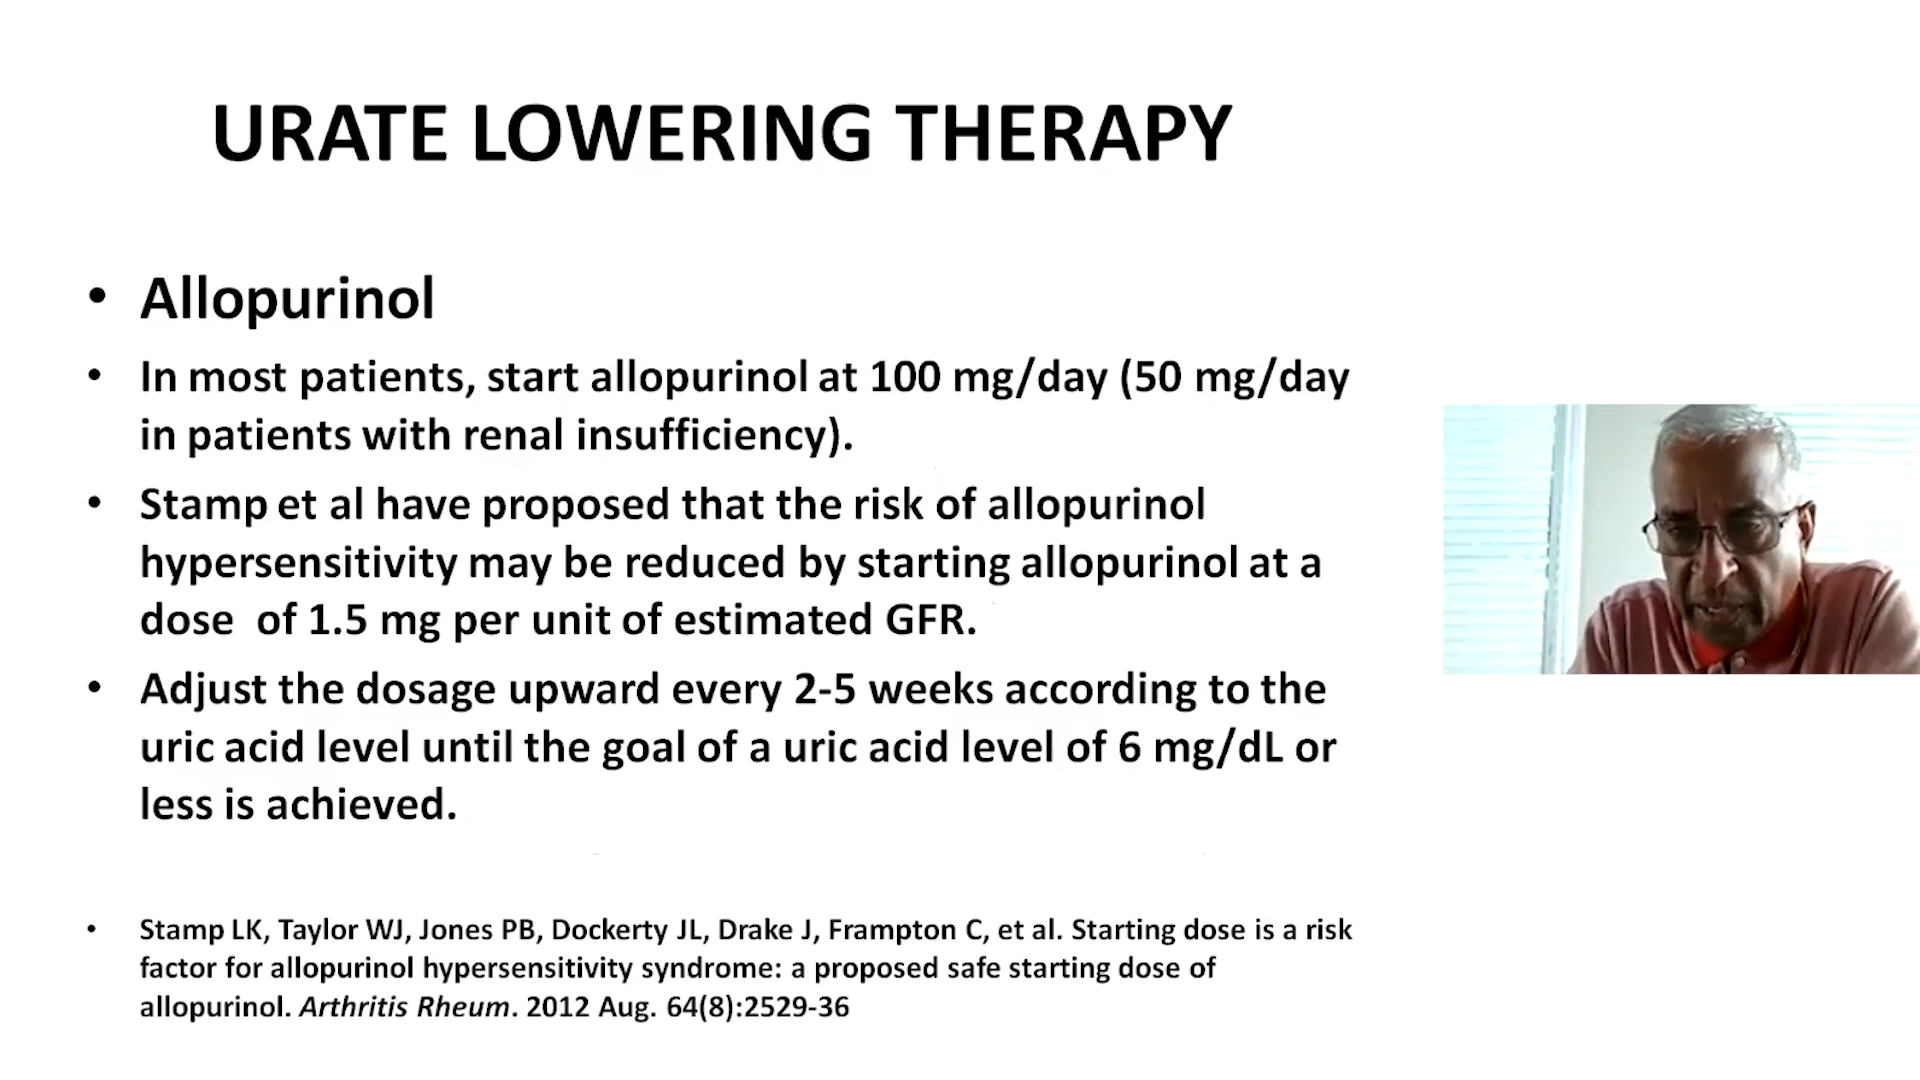 URATE LOWERING THERAPY
• Allopurinol
• In most patients, start allopurinol at 100 mg/day (50 mg/day
in patients with renal insufficiency).
• Stamp et al have proposed that the risk of allopurinol
hypersensitivity may be reduced by starting allopurinol at a
dose  of 1.5 mg per unit of estimated GFR.
• Adjust the dosage upward every 2-5 weeks according to the
uric acid level until the goal of a uric acid level of 6 mg/dL or
less is achieved.
• Stamp LK, Taylor WJ, Jones PB, Dockerty JL, Drake J, Frampton C, et al. Starting dose is a risk
factor for allopurinol hypersensitivity syndrome: a proposed safe starting dose of
allopurinol. Arthritis Rheum. 2012 Aug. 64(8):2529-36